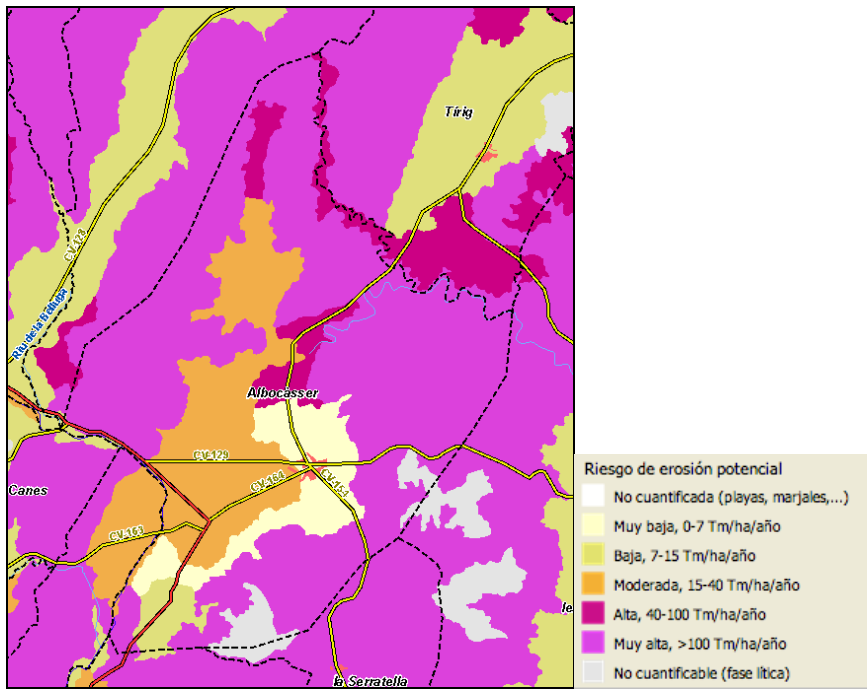 Tírig
CV-128
Riu de la Belluga
Albocàsser
CV-129
CV-164
CV-154
Canes
CV-163
la Serratella
Riesgo de erosión potencial
No cuantificada (playas, marjales,...)
Muy baja, 0-7 Tm/ha/año
Baja, 7-15 Tm/ha/año
Moderada, 15-40 Tm/ha/año
Alta, 40-100 Tm/ha/año
Muy alta, >100 Tm/ha/año
No cuantificable (fase lítica)